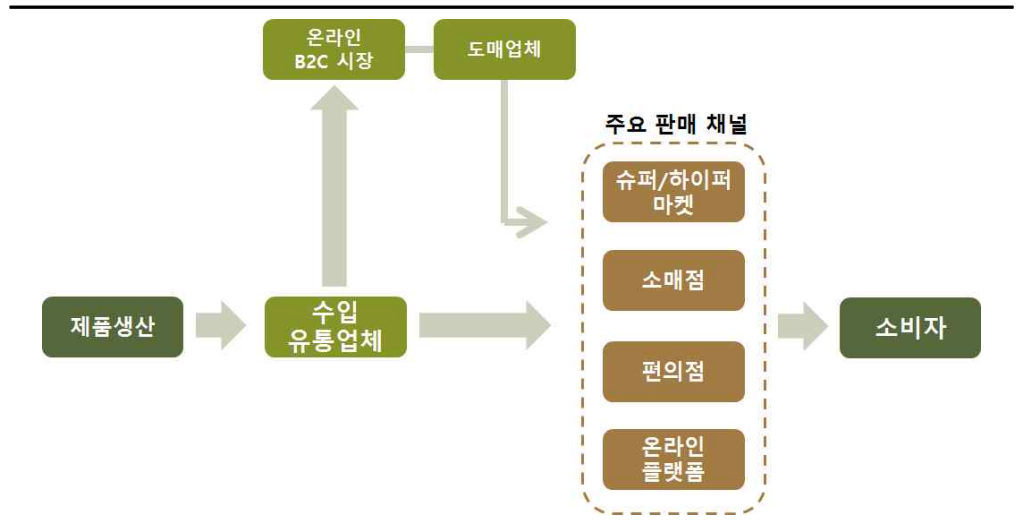 온라인
B2C 시장
도매업체
주요 판매 채널
슈퍼/하이퍼
마켓
소매점
제품생산
수입
유통업체
소비자
편의점
온라인
플랫폼